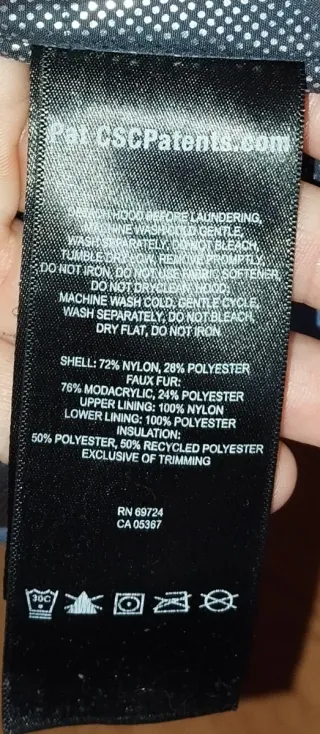 Pat CSCPatents.com
BEFORE LAUNDERING,
MACHINE WASH COLD GENTLE,
WASH SEPARATELY, DO NOT BLEACH,
TUMBLE DRY LOW, REMOVE PROMPTLY,
DO NOT IRON, DO NOT USE FABRIC SOFTENER,
DO NOT DRYCLEAN, HOOD:
MACHINE WASH COLD, GENTLE CYCLE,
WASH SEPARATELY, DO NOT BLEACH,
DRY FLAT, DO NOT IRON
SHELL: 72% NYLON, 28% POLYESTER
FAUX FUR:
76% MODACRYLIC, 24% POLYESTER
UPPER LINING: 100% NYLON
LOWER LINING: 100% POLYESTER
INSULATION:
50% POLYESTER, 50% RECYCLED POLYESTER
EXCLUSIVE OF TRIMMING
RN 69724
CA 05367
30C